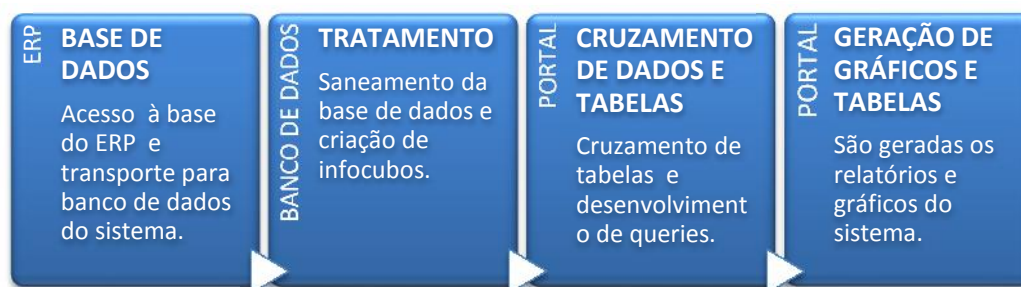 ERP
BASE DE
DADOS
Acesso à base
do ERP e
transporte para
banco de dados
do sistema.
BANCO DE DADOS
TRATAMENTO
Saneamento da
base de dados e
criação de
infocubos.
PORTAL
CRUZAMENTO
DE DADOS E
TABELAS
Cruzamento de
tabelas e
desenvolviment
o de queries.
PORTAL
GERAÇÃO DE
GRÁFICOS E
TABELAS
São geradas os
relatórios e
gráficos do
sistema.